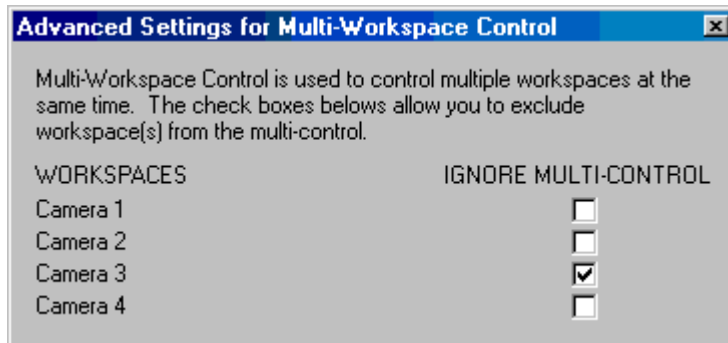 Advanced Settings for Multi-Workspace Control
Multi-Workspace Control is used to control multiple workspaces at the
same time.  The check boxes belows allow you to exclude
workspace(s) from the multi-control.
WORKSPACES IGNORE MULTI-CONTROL
Camera 1
Camera 2
Camera 3
Camera 4